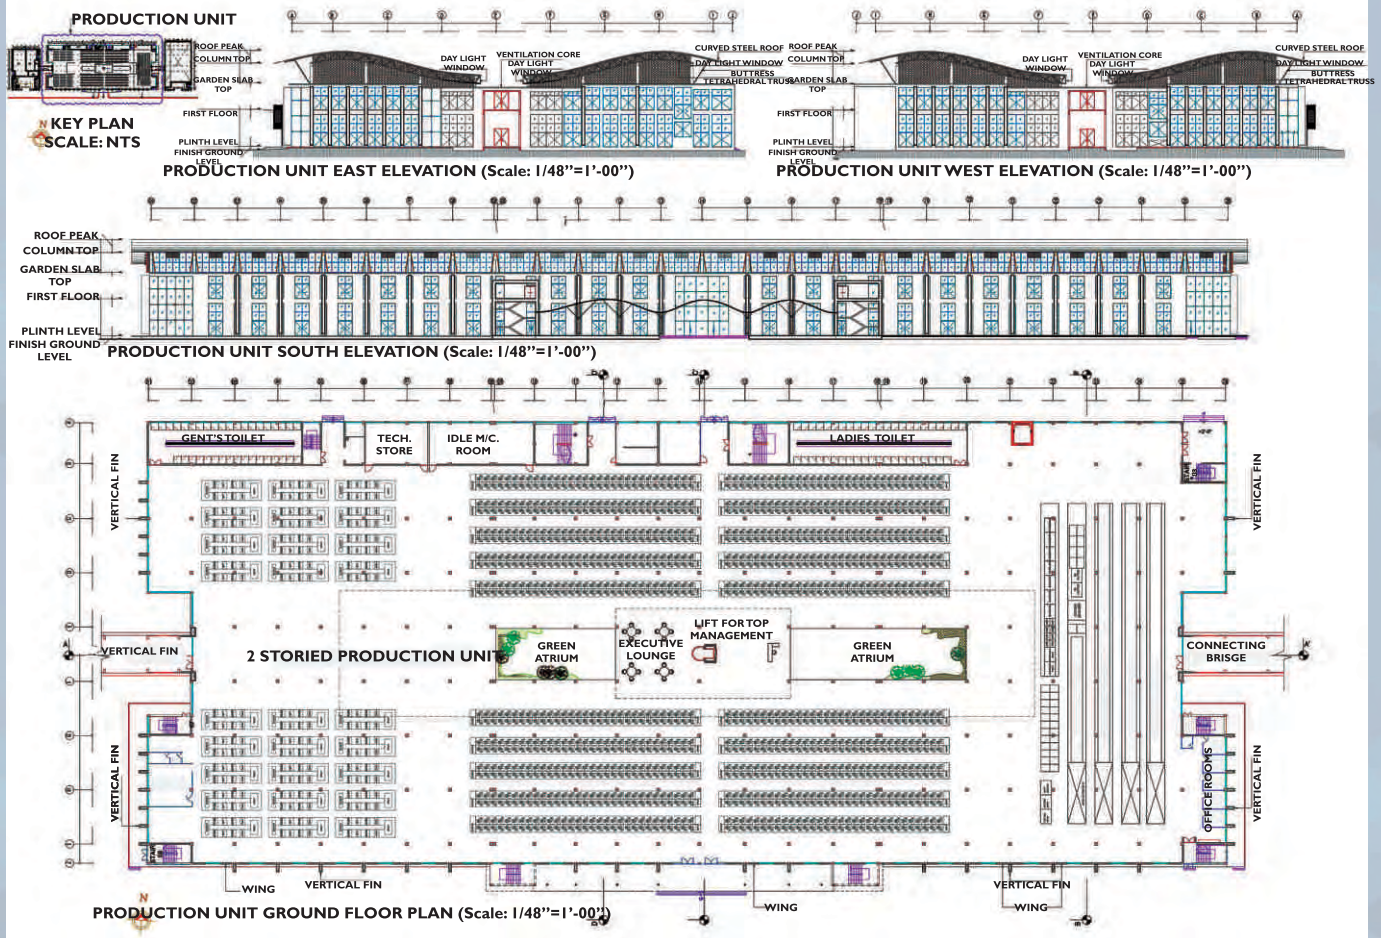 PRODUCTION UNIT
KEY PLAN
SCALE: NTS
N
ROOF PEAK
COLUMN TOP
GARDEN SLAB
TOP
FIRST FLOOR
PLINTH LEVEL
FINISH GROUND
LEVEL
DAY LIGHT
WINDOW
VENTILATION CORE
DAY LIGHT
WINDOW
CURVED STEEL ROOF
DAY LIGHT WINDOW
BUTTRESS
TETRAHEDRAL TRUSS
PRODUCTION UNIT EAST ELEVATION (Scale: 1/48”=1’-00”)
ROOF PEAK
COLUMN TOP
GARDEN SLAB
TOP
FIRST FLOOR
PLINTH LEVEL
FINISH GROUND
LEVEL
DAY LIGHT
WINDOW
VENTILATION CORE
DAY LIGHT
WINDOW
CURVED STEEL ROOF
DAY LIGHT WINDOW
BUTTRESS
TETRAHEDRAL TRUSS
PRODUCTION UNIT WEST ELEVATION (Scale: 1/48”=1’-00”)
ROOF PEAK
COLUMN TOP
GARDEN SLAB
TOP
FIRST FLOOR
PLINTH LEVEL
FINISH GROUND
LEVEL
PRODUCTION UNIT SOUTH ELEVATION (Scale: 1/48”=1’-00”)
GENT'S TOILET
TECH.
STORE
IDLE M/C.
ROOM
LADIES TOILET
VERTICAL FIN
VERTICAL FIN
STAIR
VERTICAL FIN
2 STORIED PRODUCTION UNIT
GREEN
ATRIUM
EXECUTIVE
LOUNGE
LIFT FOR TOP
MANAGEMENT
GREEN
ATRIUM
CONNECTING
BRISGE
VERTICAL FIN
OFFICE ROOMS
VERTICAL FIN
STAIR
WING
VERTICAL FIN
WING
VERTICAL FIN
WING
N
PRODUCTION UNIT GROUND FLOOR PLAN (Scale: 1/48”=1’-00”)